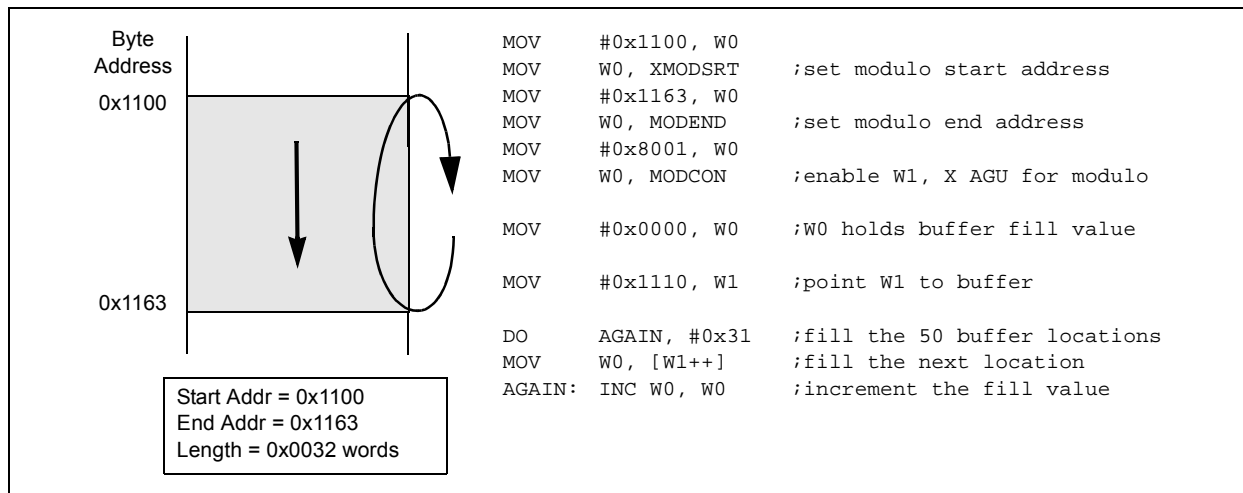 Byte
Address
0x1100
0x1163
Start Addr = 0x1100
End Addr = 0x1163
Length = 0x0032 words
MOV #0x1100, W0
MOV W0, XMODSRT ;set modulo start address
MOV #0x1163, W0
MOV W0, MODEND ;set modulo end address
MOV #0x8001, W0
MOV W0, MODCON ;enable W1, X AGU for modulo
MOV #0x0000, W0 ;W0 holds buffer fill value
MOV #0x1110, W1 ;point W1 to buffer
DO AGAIN, #0x31 ;fill the 50 buffer locations
MOV W0, [W1++] ;fill the next location
AGAIN: INC W0, W0 ;increment the fill value